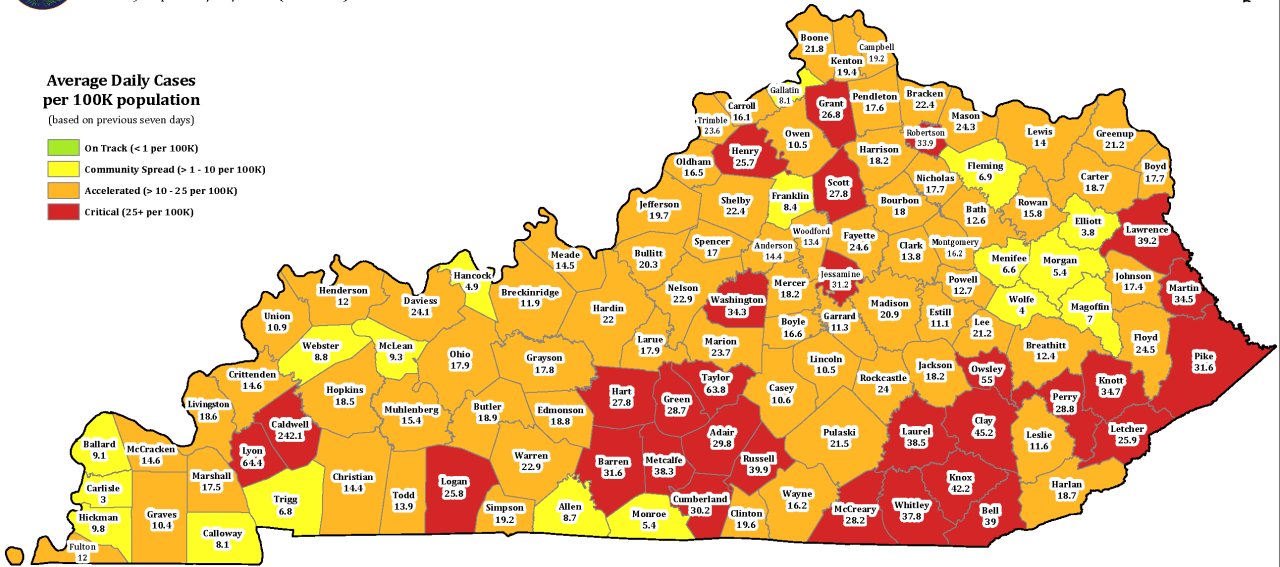 Average Daily Cases
per 100K population
(based on previous seven days)
On Track (< 1 per 100K)
Community Spread (> 1 - 10 per 100K)
Accelerated (> 10 - 25 per 100K)
Critical (25+ per 100K)
Boone
21.8
Kenton
19.4
Campbell
19.2
Gallatin
8.1
Carroll
16.1
Trimble
23.6
Grant
26.8
Pendleton
17.6
Bracken
22.4
Mason
24.3
Robertson
33.9
Lewis
14
Greenup
21.2
Boyd
17.7
Owen
10.5
Henry
25.7
Oldham
16.5
Harrison
18.2
Fleming
6.9
Carter
18.7
Scott
27.8
Nicholas
17.7
Franklin
8.4
Shelby
22.4
Jefferson
19.7
Bourbon
18
Bath
12.6
Rowan
15.8
Elliott
3.8
Lawrence
39.2
Woodford
13.4
Fayette
24.6
Clark
13.8
Montgomery
16.2
Anderson
14.4
Spencer
17
Bullitt
20.3
Meade
14.5
Hancock
4.9
Breckinridge
11.9
Menifee
6.6
Morgan
5.4
Johnson
17.4
Martin
34.5
Jessamine
31.2
Powell
12.7
Mercer
18.2
Nelson
22.9
Washington
34.3
Wolfe
4
Magoffin
7
Henderson
12
Daviess
24.1
Union
10.9
Hardin
22
Madison
20.9
Garrard
11.3
Estill
11.1
Lee
21.2
Boyle
16.6
Larue
17.9
Marion
23.7
Breathitt
12.4
Floyd
24.5
Pike
31.6
Webster
8.8
McLean
9.3
Ohio
17.9
Grayson
17.8
Lincoln
10.5
Jackson
18.2
Owsley
55
Rockcastle
24
Knott
34.7
Crittenden
14.6
Hopkins
18.5
Taylor
63.8
Hart
27.8
Green
28.7
Casey
10.6
Perry
28.8
Livingston
18.6
Muhlenberg
15.4
Butler
18.9
Edmonson
18.8
Adair
29.8
Pulaski
21.5
Laurel
38.5
Clay
45.2
Leslie
11.6
Letcher
25.9
Caldwell
242.1
Lyon
64.4
Ballard
9.1
McCracken
14.6
Warren
22.9
Barren
31.6
Metcalfe
38.3
Russell
39.9
Marshall
17.5
Christian
14.4
Todd
13.9
Logan
25.8
Knox
42.2
Harlan
18.7
Carlisle
3
Trigg
6.8
Simpson
19.2
Allen
8.7
Monroe
5.4
Cumberland
30.2
Clinton
19.6
Wayne
16.2
McCreary
28.2
Whitley
37.8
Bell
39
Hickman
9.8
Graves
10.4
Calloway
8.1
Fulton
12